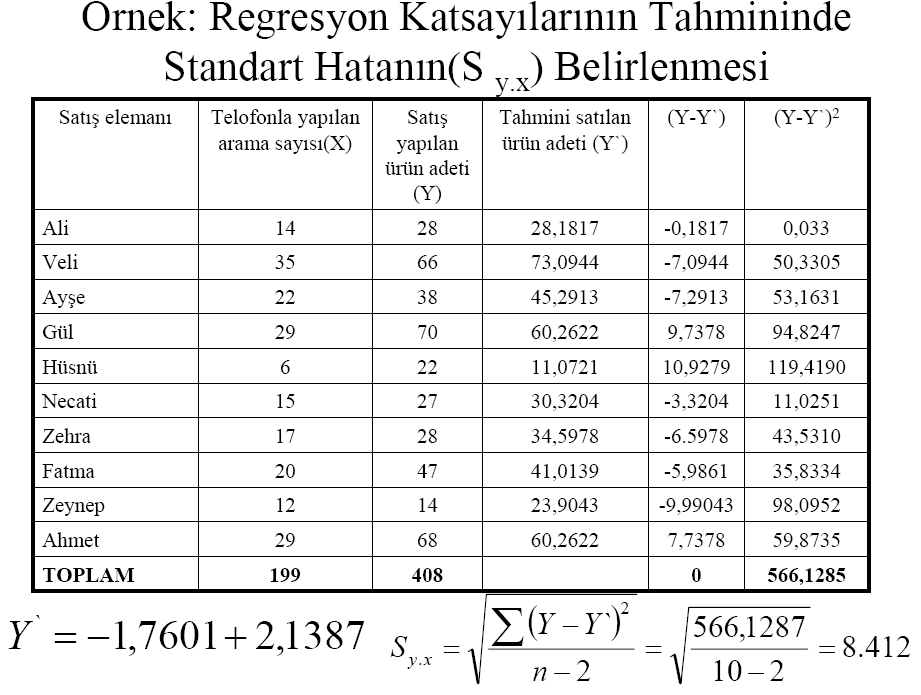 Örnek: Regresyon Katsayılarının Tahmininde
Standart Hatanın(S y.x) Belirlenmesi
Satış elemanı Telofonla yapılan arama sayısı(X) Satış yapılan ürün adeti (Y) Tahmini satılan ürün adeti (Y`) (Y-Y`) (Y-Y`)2
Ali 14 28 28,1817 -0,1817 0,033
Veli 35 66 73,0944 -7,0944 50,3305
Ayşe 22 38 45,2913 -7,2913 53,1631
Gül 29 70 60,2622 9,7378 94,8247
Hüsnü 6 22 11,0721 10,9279 119,4190
Necati 15 27 30,3204 -3,3204 11,0251
Zehra 17 28 34,5978 -6.5978 43,5310
Fatma 20 47 41,0139 -5,9861 35,8334
Zeynep 12 14 23,9043 -9,99043 98,0952
Ahmet 29 68 60,2622 7,7378 59,8735
TOPLAM 199 408 0 566,1285
Y` = −1,7601+2,1387 Sy.x = √(∑(Y−Y`)2 / n−2) = √(566,1287 / 10−2) = 8.412